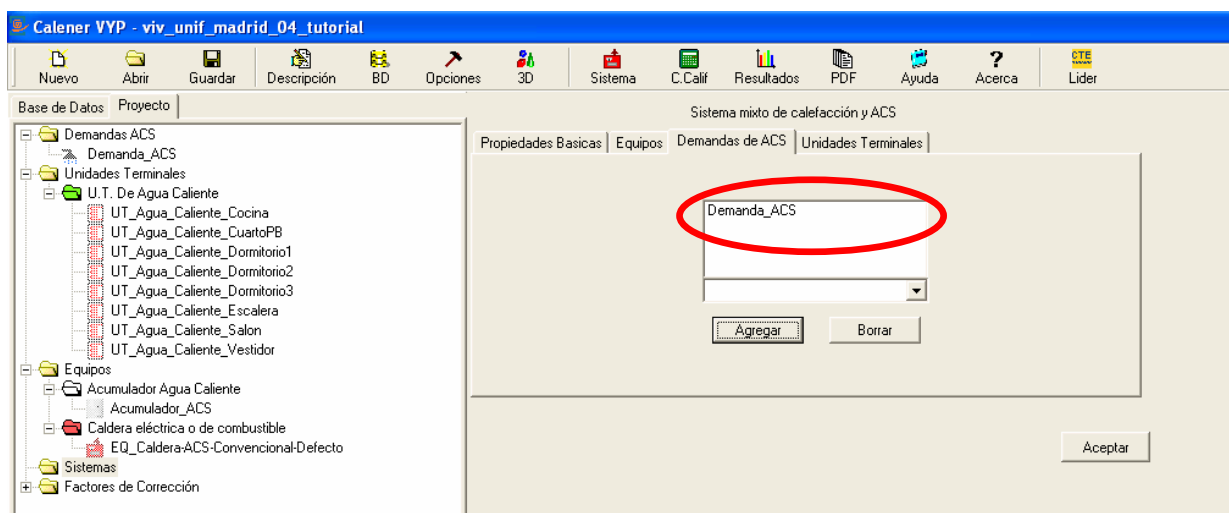 Calener VYP - viv_unif_madrid_04_tutorial
Nuevo Abrir Guardar Descripción BD Opciones 3D Sistema C.Calif Resultados PDF Ayuda Acerca CTE Lider
Base de Datos Proyecto
Sistema mixto de calefacción y ACS
Propiedades Basicas Equipos Demandas de ACS Unidades Terminales
Demandas ACS
Demanda_ACS
Unidades Terminales
U.T. De Agua Caliente
UT_Agua_Caliente_Cocina
UT_Agua_Caliente_CuartoPB
UT_Agua_Caliente_Dormitorio1
UT_Agua_Caliente_Dormitorio2
UT_Agua_Caliente_Dormitorio3
UT_Agua_Caliente_Escalera
UT_Agua_Caliente_Salon
UT_Agua_Caliente_Vestidor
Equipos
Acumulador Agua Caliente
Acumulador_ACS
Caldera eléctrica o de combustible
EQ_Caldera-ACS-Convencional-Defecto
Sistemas
Factores de Corrección
Demanda_ACS
Agregar Borrar
Aceptar